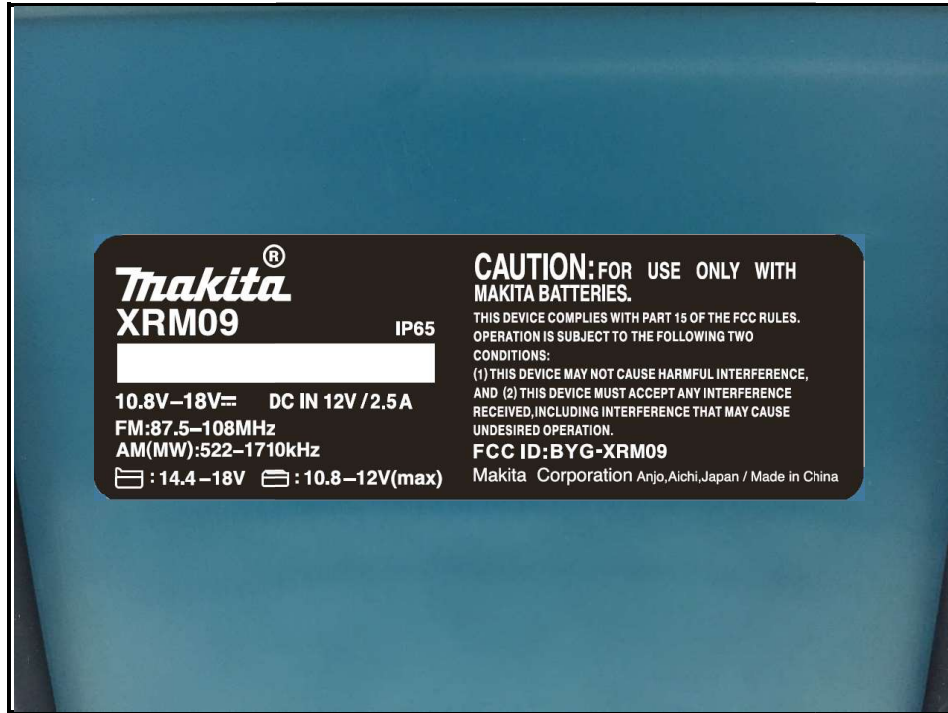 Makita®
XRM09 IP65
10.8V–18V⎓ DC IN 12V / 2.5A
FM:87.5–108MHz
AM(MW):522–1710kHz
: 14.4–18V : 10.8–12V(max)
CAUTION: FOR USE ONLY WITH
MAKITA BATTERIES.
THIS DEVICE COMPLIES WITH PART 15 OF THE FCC RULES.
OPERATION IS SUBJECT TO THE FOLLOWING TWO
CONDITIONS:
(1) THIS DEVICE MAY NOT CAUSE HARMFUL INTERFERENCE,
AND (2) THIS DEVICE MUST ACCEPT ANY INTERFERENCE
RECEIVED,INCLUDING INTERFERENCE THAT MAY CAUSE
UNDESIRED OPERATION.
FCC ID:BYG-XRM09
Makita Corporation Anjo,Aichi,Japan / Made in China